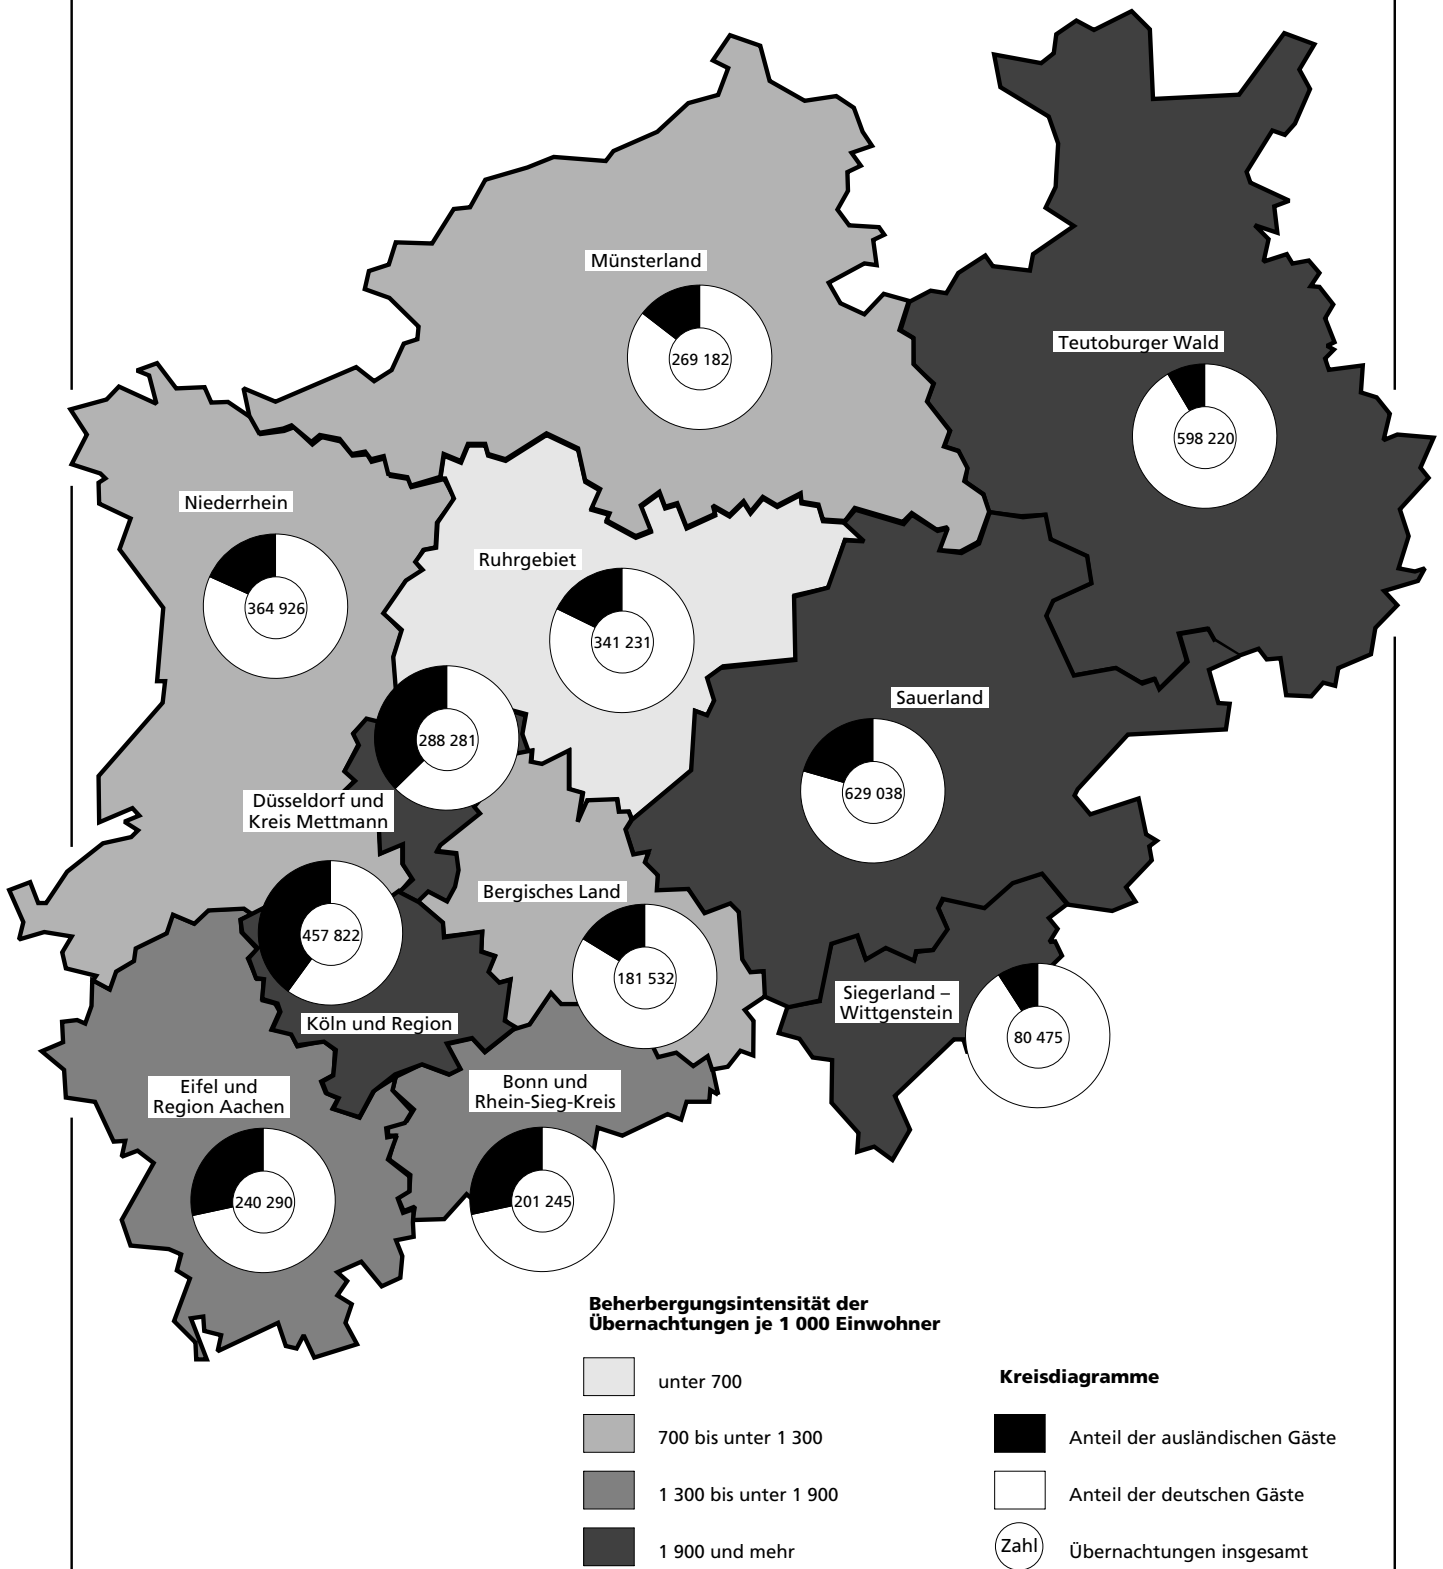 Münsterland
269 182
Teutoburger Wald
598 220
Niederrhein
364 926
Ruhrgebiet
341 231
Sauerland
629 038
288 281
Düsseldorf und
Kreis Mettmann
Bergisches Land
181 532
457 822
Köln und Region
Siegerland –
Wittgenstein
80 475
Eifel und
Region Aachen
240 290
Bonn und
Rhein-Sieg-Kreis
201 245
Beherbergungsintensität der
Übernachtungen je 1 000 Einwohner
unter 700
700 bis unter 1 300
1 300 bis unter 1 900
1 900 und mehr
Kreisdiagramme
Anteil der ausländischen Gäste
Anteil der deutschen Gäste
Zahl
Übernachtungen insgesamt